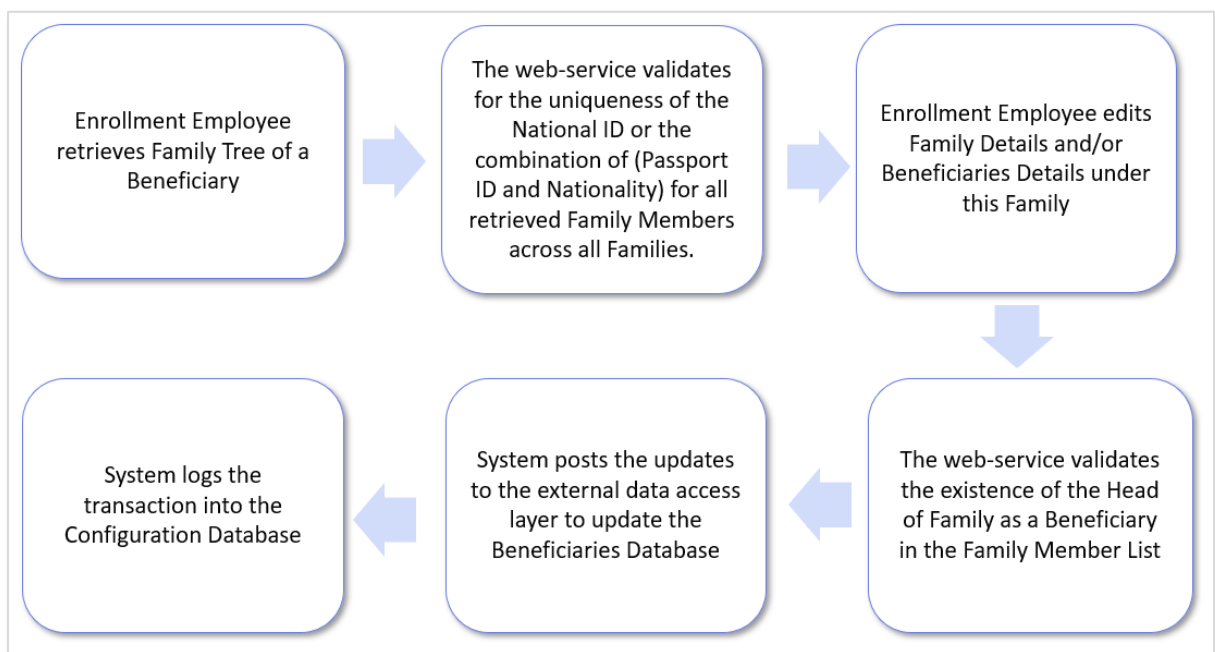 Enrollment Employee
retrieves Family Tree of a
Beneficiary
The web-service validates
for the uniqueness of the
National ID or the
combination of (Passport
ID and Nationality) for all
retrieved Family Members
across all Families.
Enrollment Employee edits
Family Details and/or
Beneficiaries Details under
this Family
The web-service validates
the existence of the Head
of Family as a Beneficiary
in the Family Member List
System posts the updates
to the external data access
layer to update the
Beneficiaries Database
System logs the
transaction into the
Configuration Database